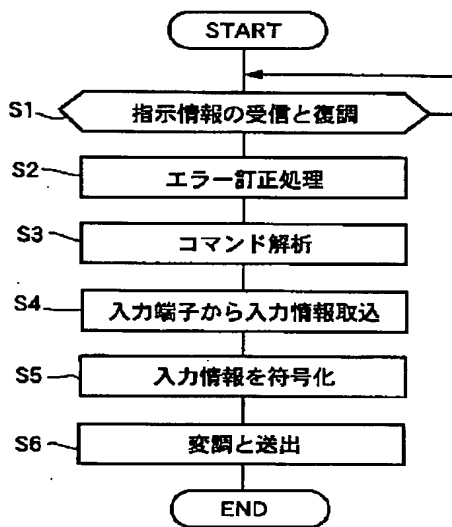 START
S1 指示情報の受信と復調
S2 エラー訂正処理
S3 コマンド解析
S4 入力端子から入力情報取込
S5 入力情報を符号化
S6 変調と送出
END